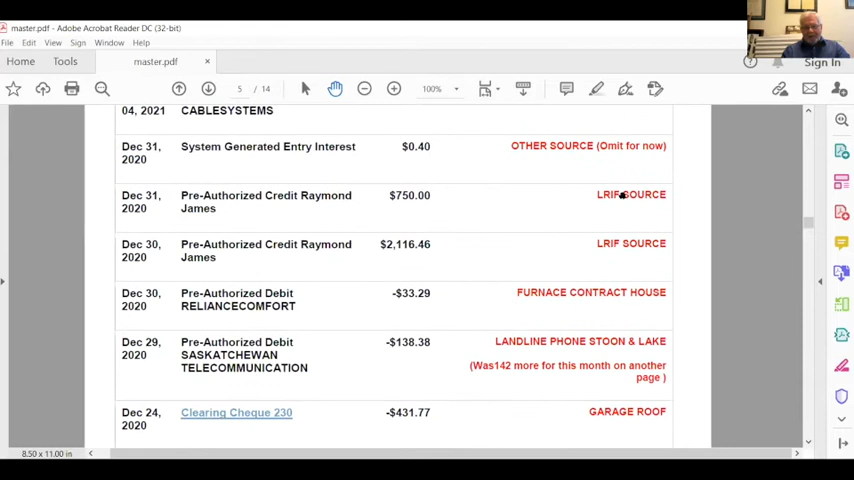 master.pdf - Adobe Acrobat Reader DC (32-bit)
File Edit View Sign Window Help
Home Tools master.pdf × Sign In
5 / 14 100%
04, 2021 CABLESYSTEMS
Dec 31, 2020 System Generated Entry Interest $0.40 OTHER SOURCE (Omit for now)
Dec 31, 2020 Pre-Authorized Credit Raymond James $750.00 LRIF SOURCE
Dec 30, 2020 Pre-Authorized Credit Raymond James $2,116.46 LRIF SOURCE
Dec 30, 2020 Pre-Authorized Debit RELIANCECOMFORT -$33.29 FURNACE CONTRACT HOUSE
Dec 29, 2020 Pre-Authorized Debit SASKATCHEWAN TELECOMMUNICATION -$138.38 LANDLINE PHONE STOON & LAKE
(Was142 more for this month on another page )
Dec 24, 2020 Clearing Cheque 230 -$431.77 GARAGE ROOF
8.50 x 11.00 in